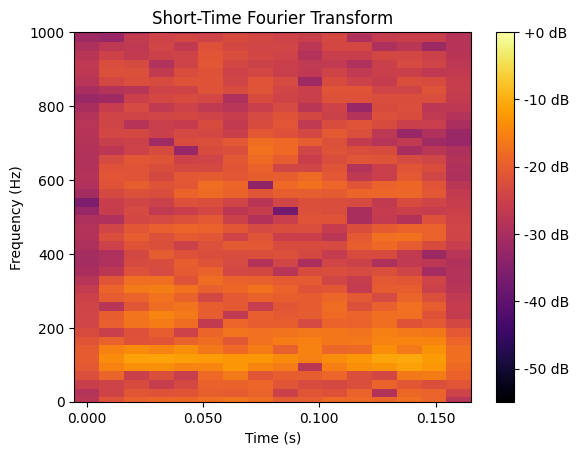 Short-Time Fourier Transform
1000
800
600
400
200
0
Frequency (Hz)
0.000
0.050
0.100
0.150
Time (s)
+0 dB
-10 dB
-20 dB
-30 dB
-40 dB
-50 dB